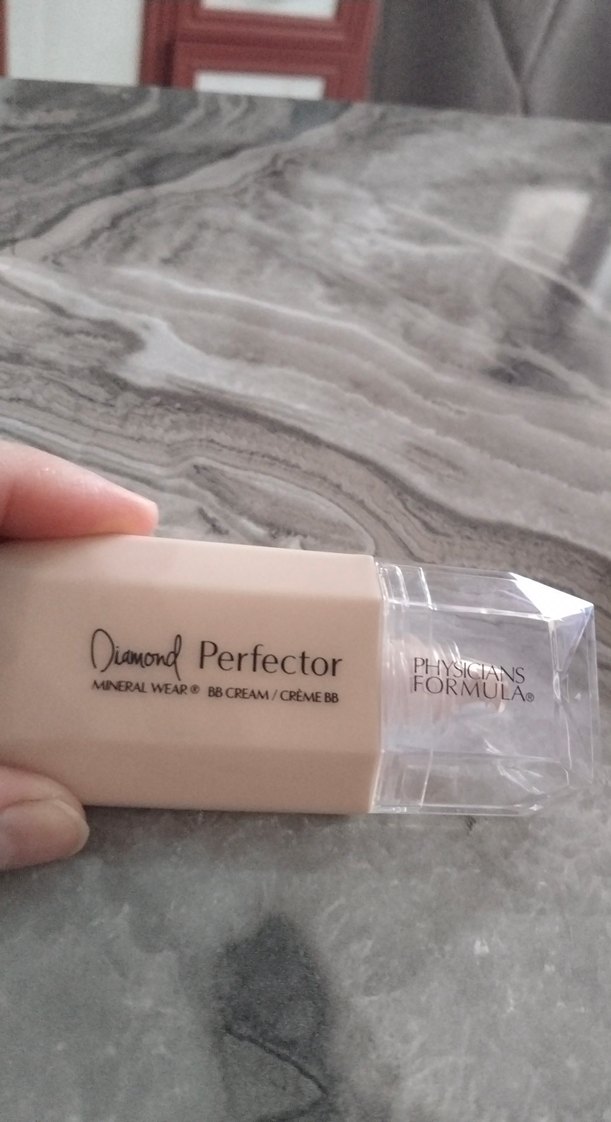 Diamond Perfector
MINERAL WEAR® BB CREAM / CRÈME BB
PHYSICIANS
FORMULA®